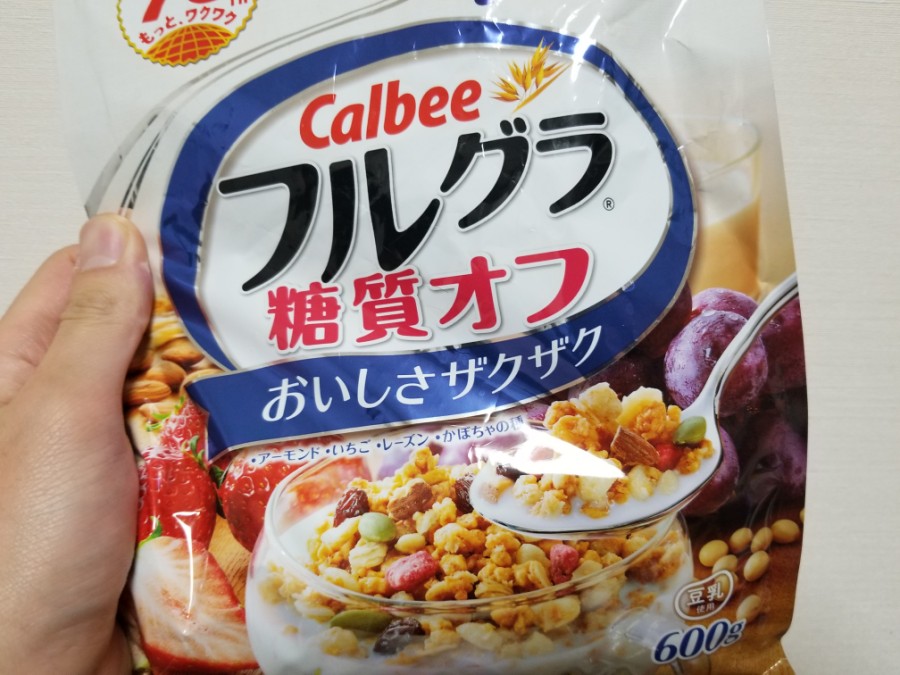 もっと、ワクワク
Calbee
フルグラ®
糖質オフ
おいしさザクザク
・アーモンド・いちご・レーズン・かぼちゃの種
豆乳
使用
600g